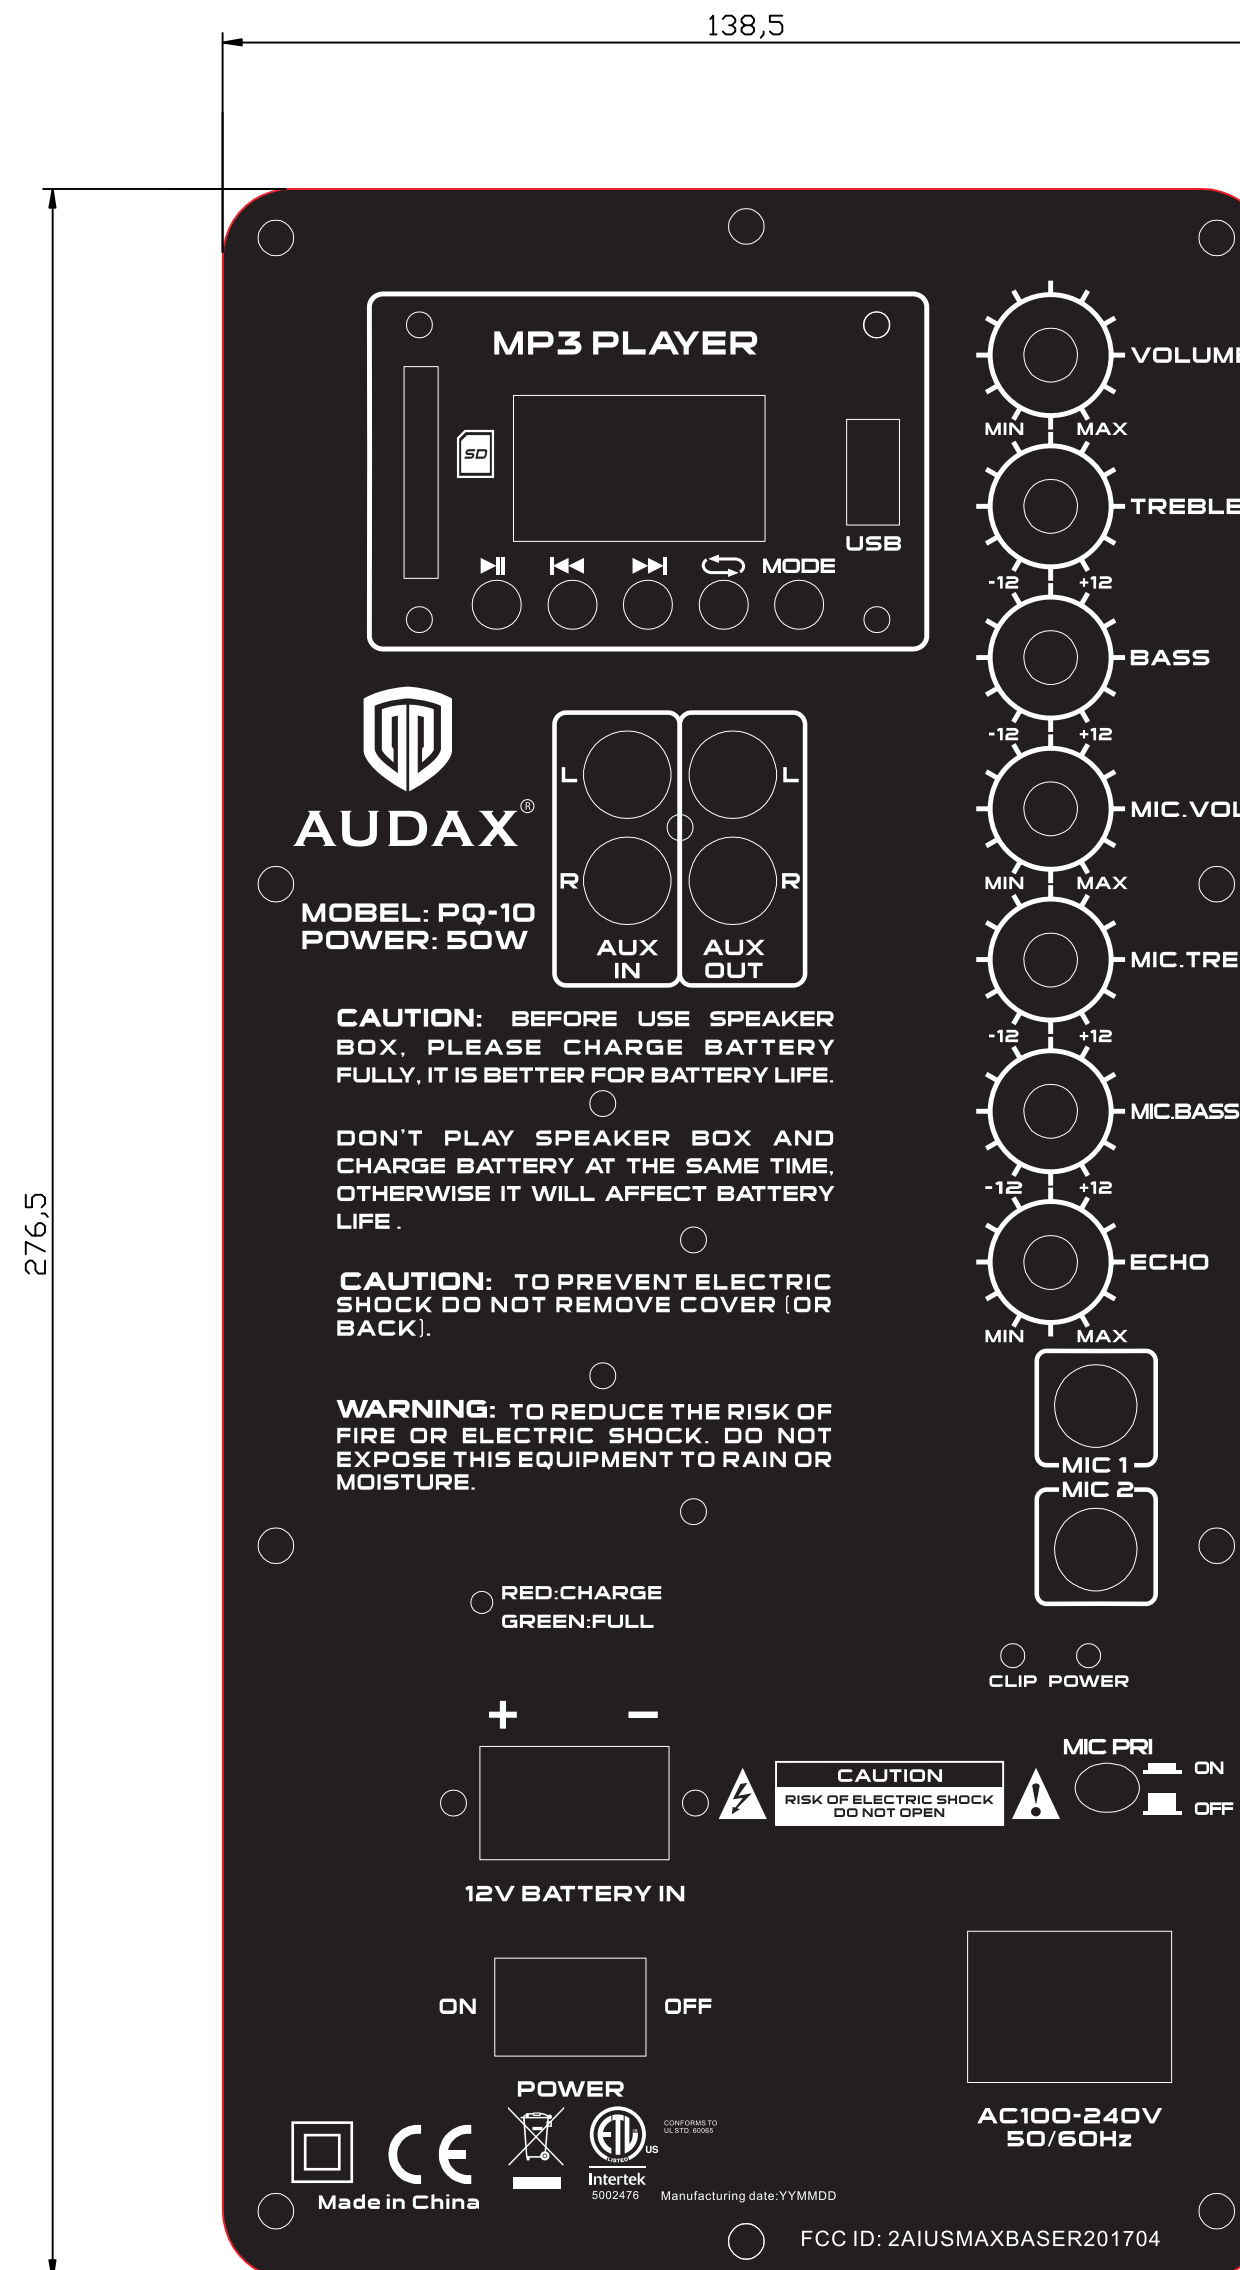 138,5
276,5
MP3 PLAYER
SD
USB
MODE
VOLUME
MIN MAX
TREBLE
-12 +12
BASS
-12 +12
MIC.VOL
MIN MAX
MIC.TRE
-12 +12
MIC.BASS
-12 +12
ECHO
MIN MAX
AUDAX®
MOBEL: PQ-10
POWER: 50W
L L
R R
AUX AUX
IN OUT
CAUTION: BEFORE USE SPEAKER
BOX, PLEASE CHARGE BATTERY
FULLY, IT IS BETTER FOR BATTERY LIFE.
DON'T PLAY SPEAKER BOX AND
CHARGE BATTERY AT THE SAME TIME,
OTHERWISE IT WILL AFFECT BATTERY
LIFE .
CAUTION: TO PREVENT ELECTRIC
SHOCK DO NOT REMOVE COVER (OR
BACK).
WARNING: TO REDUCE THE RISK OF
FIRE OR ELECTRIC SHOCK. DO NOT
EXPOSE THIS EQUIPMENT TO RAIN OR
MOISTURE.
MIC 1
MIC 2
RED:CHARGE
GREEN:FULL
CLIP POWER
+ −
MIC PRI
ON
OFF
CAUTION
RISK OF ELECTRIC SHOCK
DO NOT OPEN
12V BATTERY IN
ON OFF
POWER
AC100-240V
50/60Hz
CE
ETL
LISTED
US
Intertek
5002476
CONFORMS TO
UL STD. 60065
Made in China
Manufacturing date:YYMMDD
FCC ID: 2AIUSMAXBASER201704